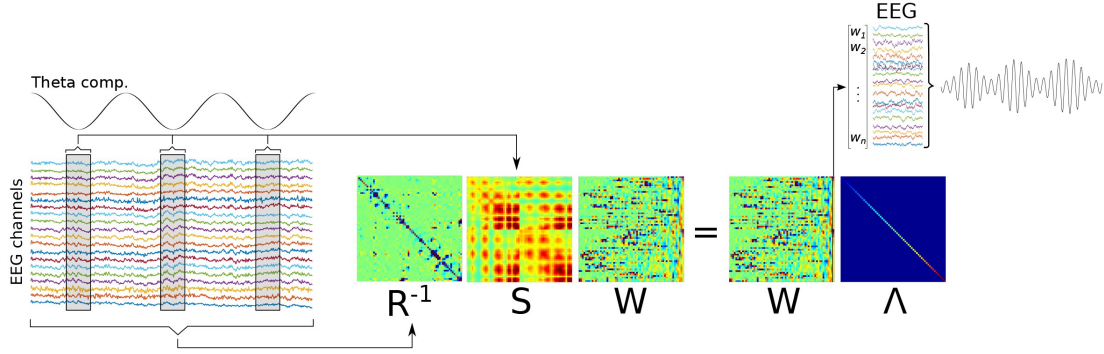 EEG
w₁
w₂
⋮
wₙ
Theta comp.
EEG channels
R⁻¹ S W = W Λ